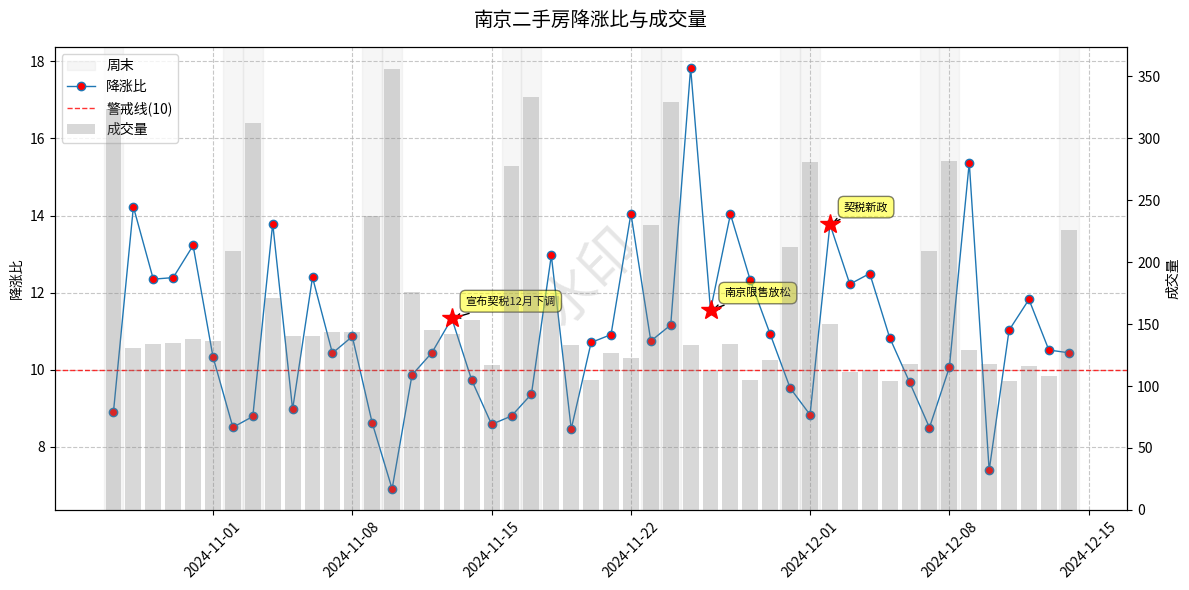 南京二手房降涨比与成交量
周末
降涨比
警戒线(10)
成交量
18
16
14
12
10
8
降涨比
350
300
250
200
150
100
50
0
成交量
契税新政
南京限售放松
宣布契税12月下调
水印
2024-11-01
2024-11-08
2024-11-15
2024-11-22
2024-12-01
2024-12-08
2024-12-15